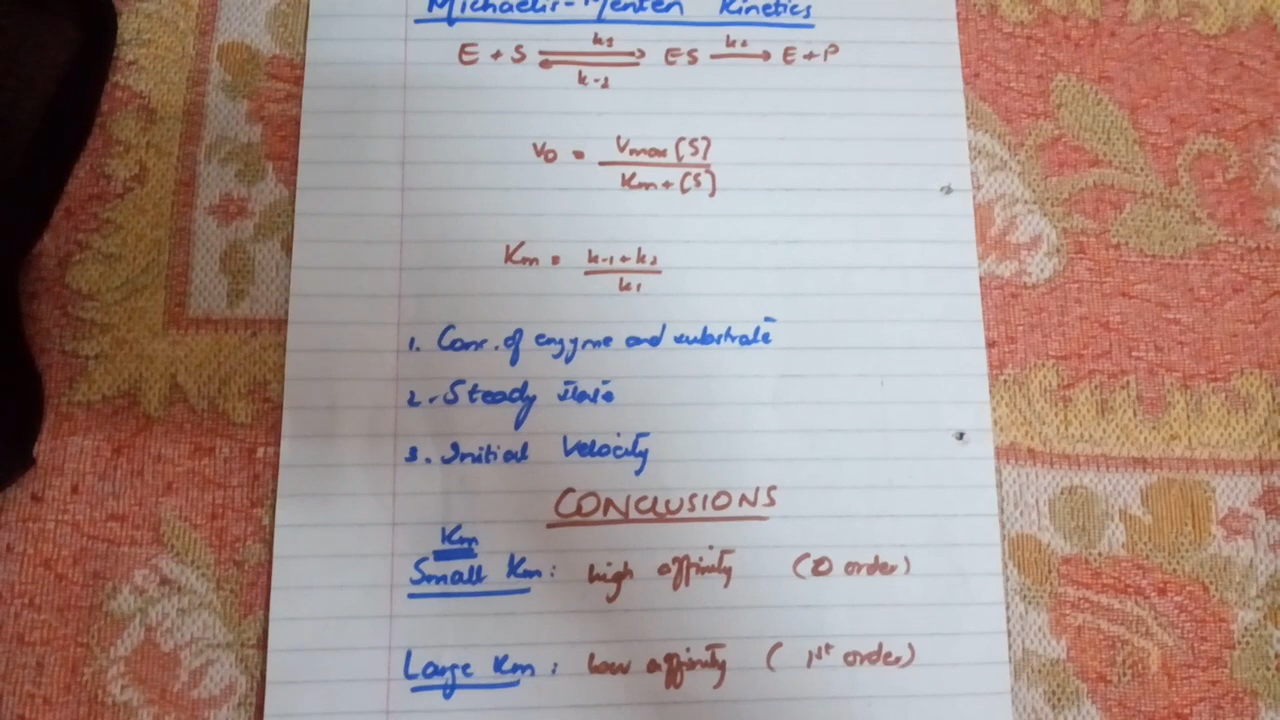 Michaelis-Menten Kinetics
k1 k2
E + S ⇌ ES → E + P
k-1
Vmax [S]
V0 = 
Km + [S]
k-1 + k2
Km = 
k1
1. Conc. of enzyme and substrate
2. Steady state
3. Initial Velocity
CONCLUSIONS
Km
Small Km: high affinity (0 order)
Large Km: low affinity (1st order)